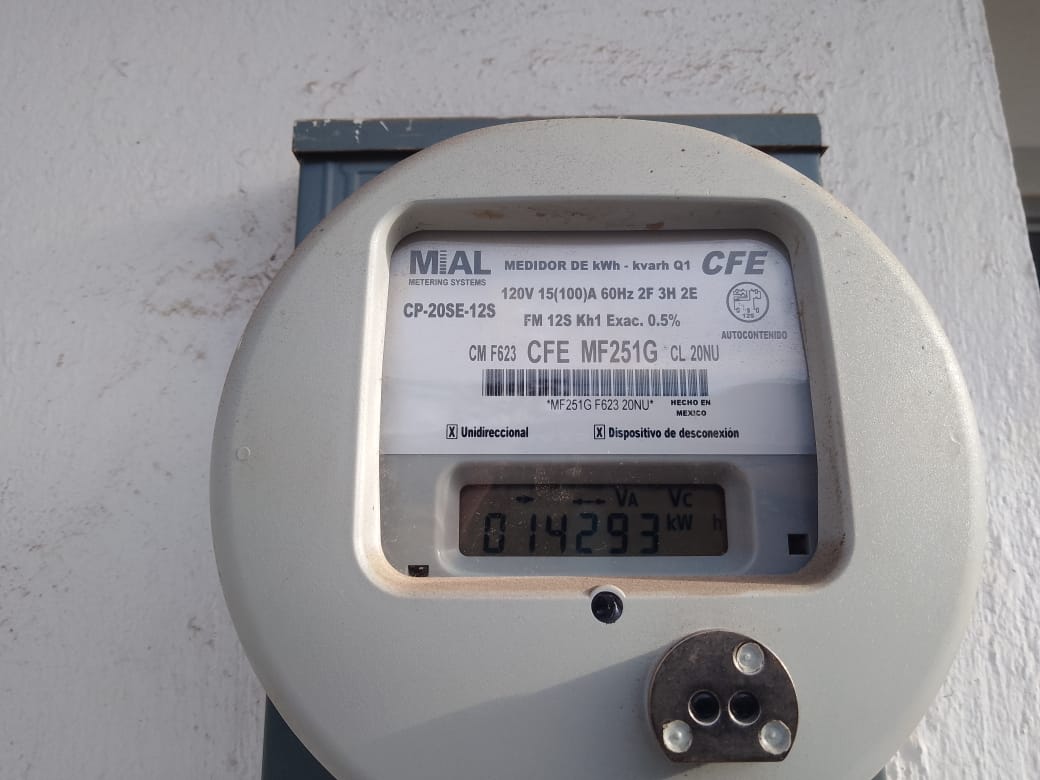 MIAL MEDIDOR DE kWh - kvarh Q1 CFE
METERING SYSTEMS
120V 15(100)A 60Hz 2F 3H 2E
CP-20SE-12S
FM 12S Kh1 Exac. 0.5%
12S
AUTOCONTENIDO
CM F623 CFE MF251G CL 20NU
*MF251G F623 20NU* HECHO EN
MEXICO
X Unidireccional X Dispositivo de desconexión
VA VC
014293 kW h